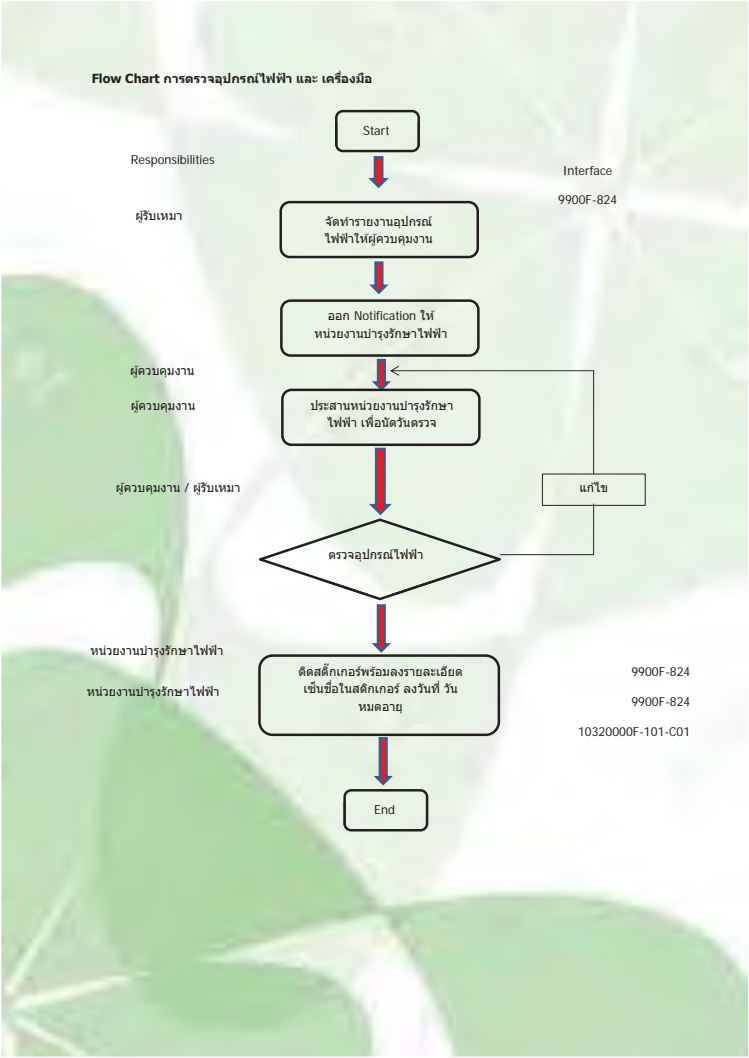 Flow Chart การตรวจอุปกรณ์ไฟฟ้า และ เครื่องมือ
Start
Responsibilities
Interface
9900F-824
ผู้รับเหมา
จัดทำรายงานอุปกรณ์
ไฟฟ้าให้ผู้ควบคุมงาน
ออก Notification ให้
หน่วยงานบำรุงรักษาไฟฟ้า
ผู้ควบคุมงาน
ผู้ควบคุมงาน
ประสานหน่วยงานบำรุงรักษา
ไฟฟ้า เพื่อนัดวันตรวจ
ผู้ควบคุมงาน / ผู้รับเหมา
แก้ไข
ตรวจอุปกรณ์ไฟฟ้า
หน่วยงานบำรุงรักษาไฟฟ้า
ติดสติ๊กเกอร์พร้อมลงรายละเอียด
เซ็นชื่อในสติกเกอร์ ลงวันที่ วัน
หมดอายุ
9900F-824
หน่วยงานบำรุงรักษาไฟฟ้า
9900F-824
10320000F-101-C01
End